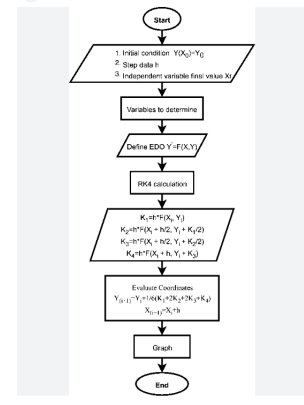 Start
1. Initial condition Y(X₀)=Y₀
2. Step data h
3. Independent variable final value Xf
Variables to determine
Define EDO Y'=F(X,Y)
RK4 calculation
K₁=h*F(Xᵢ, Yᵢ)
K₂=h*F(Xᵢ + h/2, Yᵢ + K₁/2)
K₃=h*F(Xᵢ + h/2, Yᵢ + K₂/2)
K₄=h*F(Xᵢ + h, Yᵢ + K₃)
Evaluate Coordinates
Y₍ᵢ₊₁₎=Yᵢ+1/6(K₁+2K₂+2K₃+K₄)
X₍ᵢ₊₁₎=Xᵢ+h
Graph
End